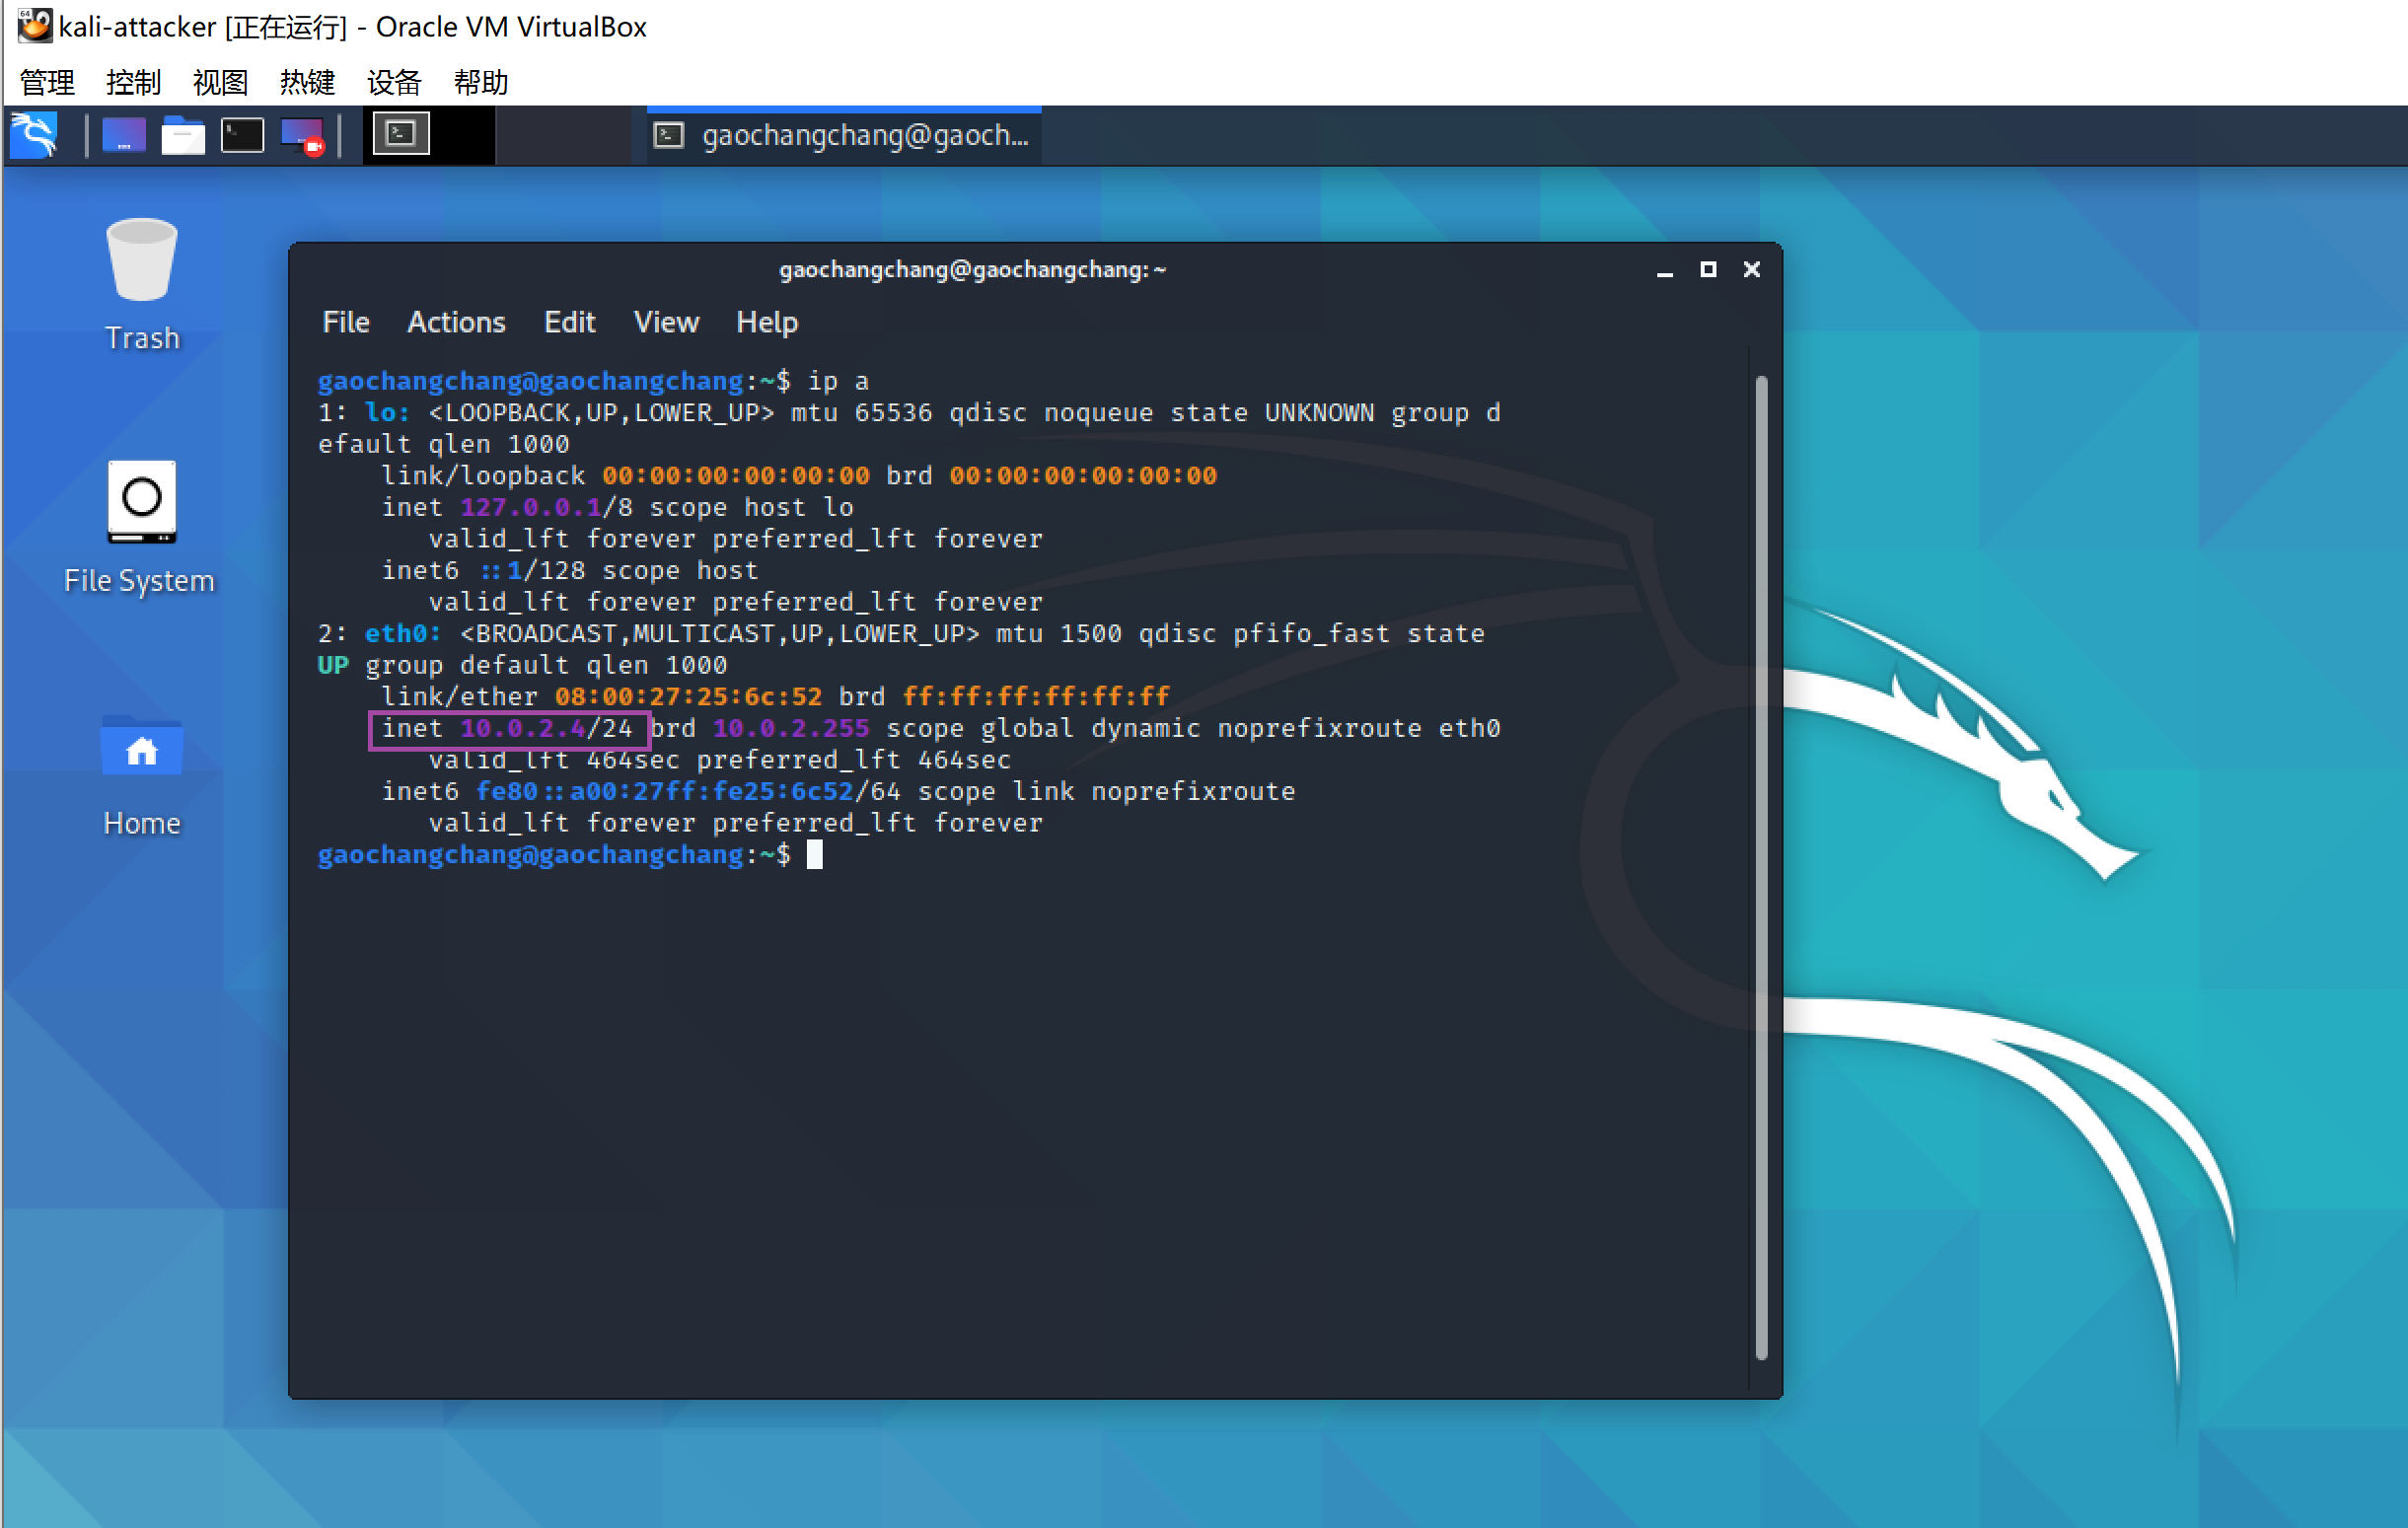 kali-attacker [正在运行] - Oracle VM VirtualBox
管理 控制 视图 热键 设备 帮助
gaochangchang@gaoch...
Trash
File System
Home
gaochangchang@gaochangchang:~
File Actions Edit View Help
gaochangchang@gaochangchang:~$ ip a
1: lo: <LOOPBACK,UP,LOWER_UP> mtu 65536 qdisc noqueue state UNKNOWN group d
efault qlen 1000
link/loopback 00:00:00:00:00:00 brd 00:00:00:00:00:00
inet 127.0.0.1/8 scope host lo
valid_lft forever preferred_lft forever
inet6 ::1/128 scope host
valid_lft forever preferred_lft forever
2: eth0: <BROADCAST,MULTICAST,UP,LOWER_UP> mtu 1500 qdisc pfifo_fast state
UP group default qlen 1000
link/ether 08:00:27:25:6c:52 brd ff:ff:ff:ff:ff:ff
inet 10.0.2.4/24 brd 10.0.2.255 scope global dynamic noprefixroute eth0
valid_lft 464sec preferred_lft 464sec
inet6 fe80::a00:27ff:fe25:6c52/64 scope link noprefixroute
valid_lft forever preferred_lft forever
gaochangchang@gaochangchang:~$